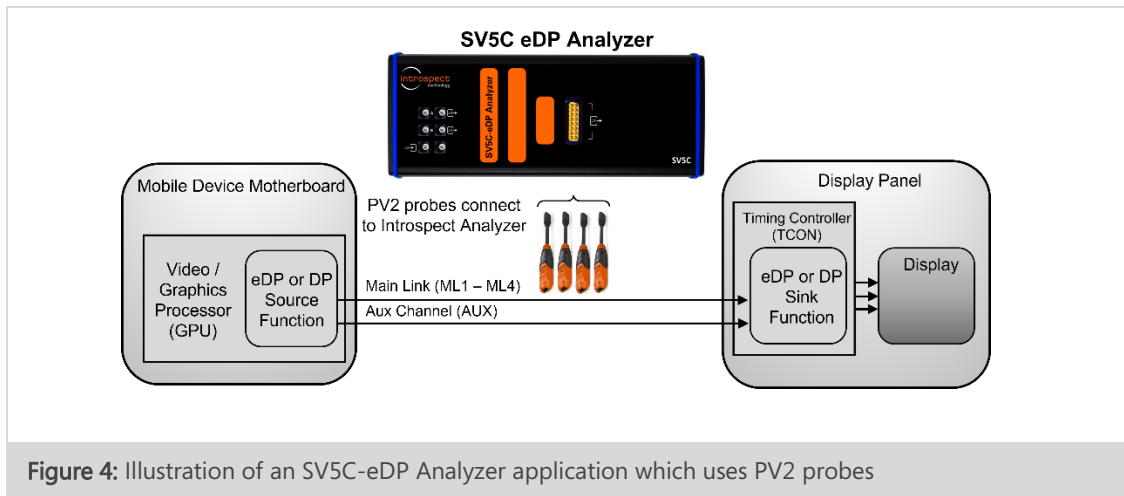 SV5C eDP Analyzer
introspect
technology
SV5C-eDP Analyzer
SV5C
Mobile Device Motherboard
Video /
Graphics
Processor
(GPU)
eDP or DP
Source
Function
PV2 probes connect
to Introspect Analyzer
Main Link (ML1 – ML4)
Aux Channel (AUX)
Display Panel
Timing Controller
(TCON)
eDP or DP
Sink
Function
Display
Figure 4: Illustration of an SV5C-eDP Analyzer application which uses PV2 probes